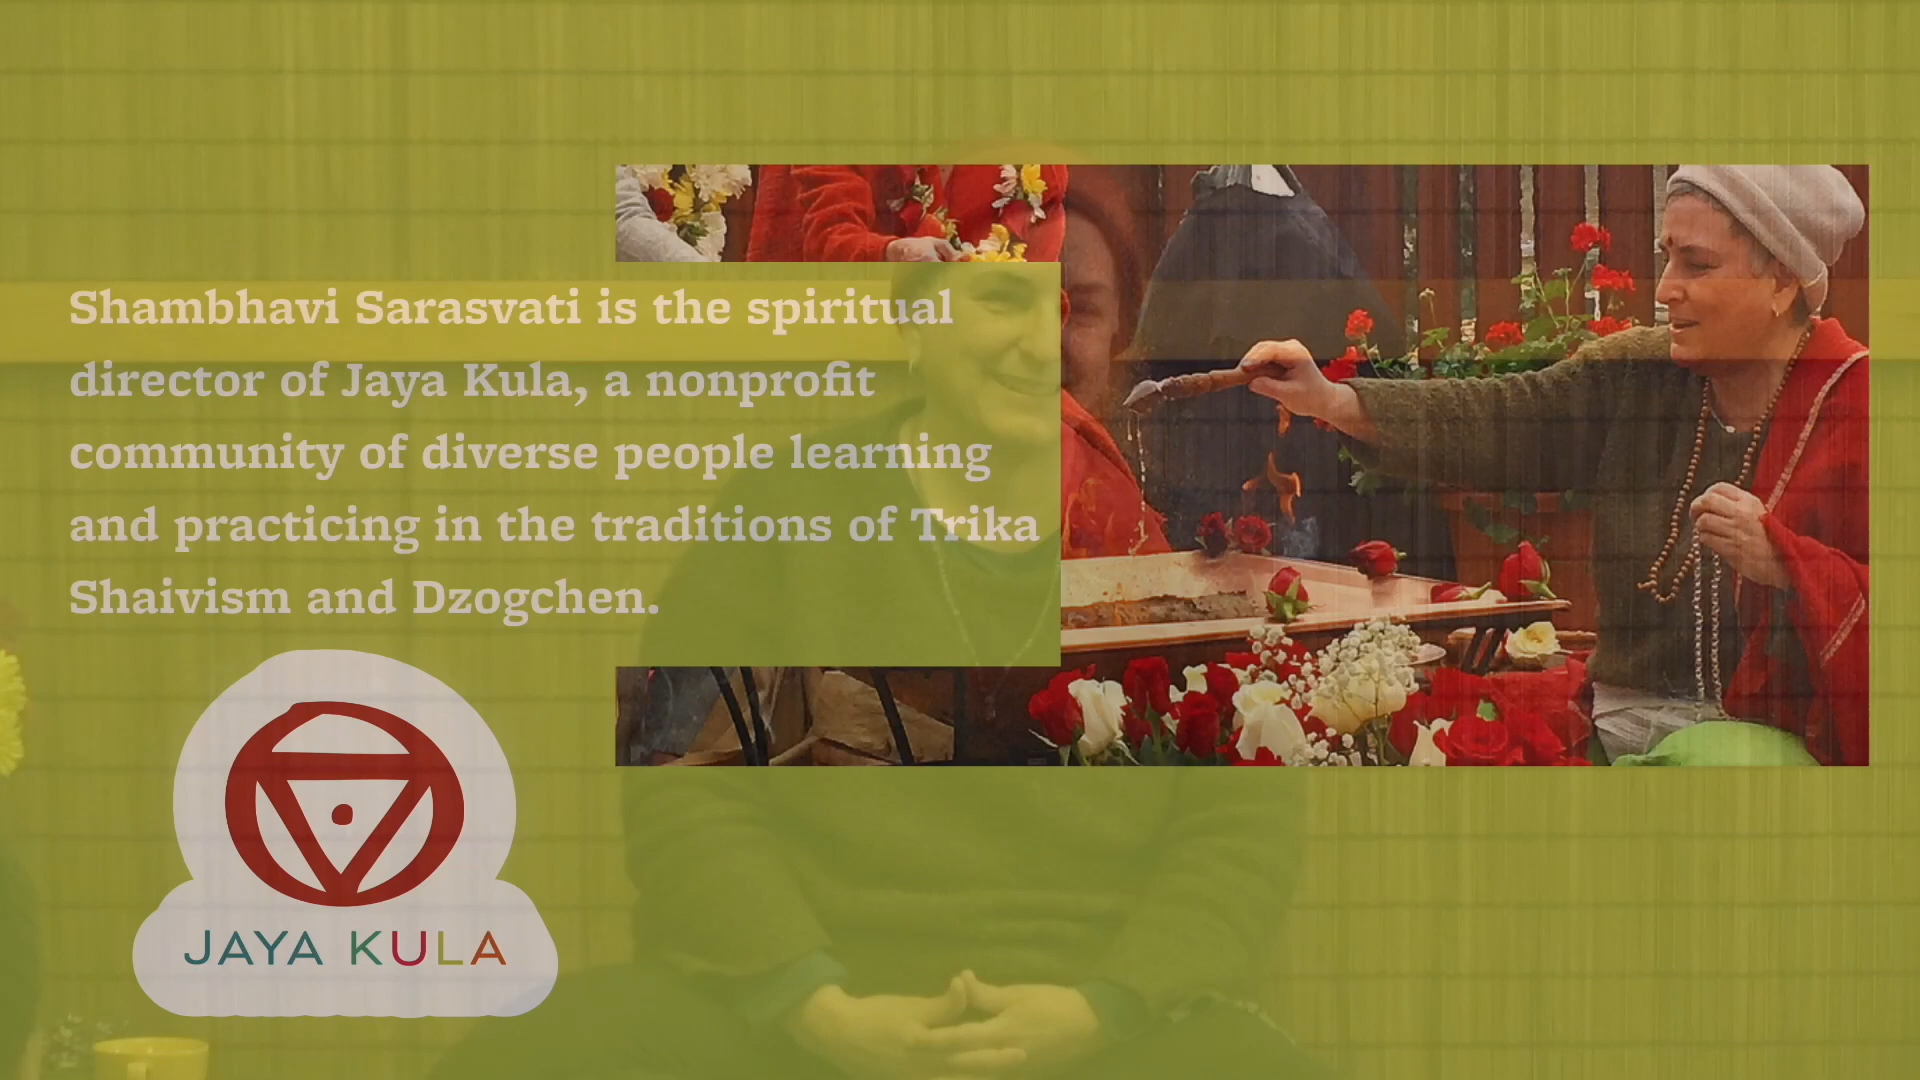 Shambhavi Sarasvati is the spiritual
director of Jaya Kula, a nonprofit
community of diverse people learning
and practicing in the traditions of Trika
Shaivism and Dzogchen.
JAYA KULA